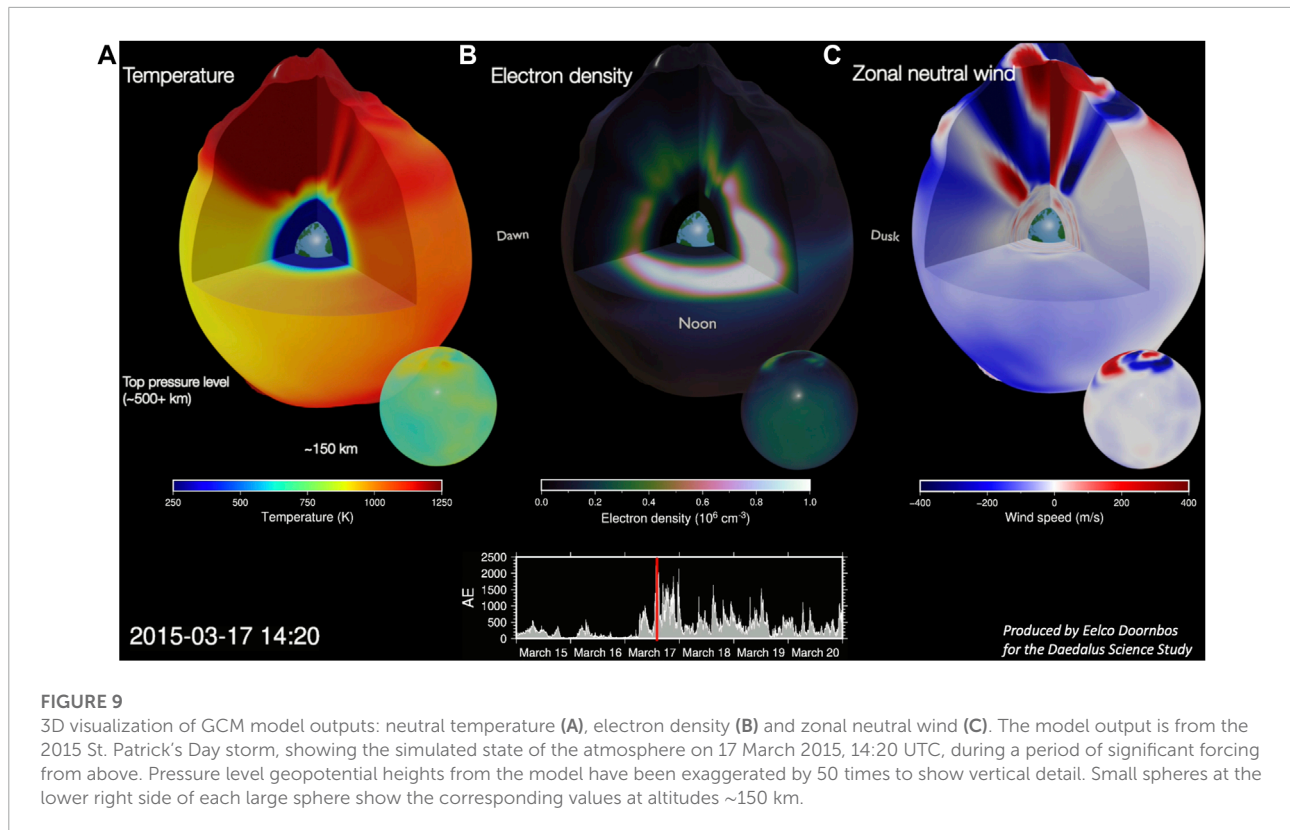 A
Temperature
B
Electron density
C
Zonal neutral wind
Dawn
Dusk
Noon
Top pressure level
(~500+ km)
~150 km
250 500 750 1000 1250
Temperature (K)
0.0 0.2 0.4 0.6 0.8 1.0
Electron density (10⁶ cm⁻³)
−400 −200 0 200 400
Wind speed (m/s)
2500
2000
1500
1000
500
0
AE
March 15 March 16 March 17 March 18 March 19 March 20
2015-03-17 14:20
Produced by Eelco Doornbos
for the Daedalus Science Study
FIGURE 9
3D visualization of GCM model outputs: neutral temperature (A), electron density (B) and zonal neutral wind (C). The model output is from the
2015 St. Patrick’s Day storm, showing the simulated state of the atmosphere on 17 March 2015, 14:20 UTC, during a period of significant forcing
from above. Pressure level geopotential heights from the model have been exaggerated by 50 times to show vertical detail. Small spheres at the
lower right side of each large sphere show the corresponding values at altitudes ~150 km.